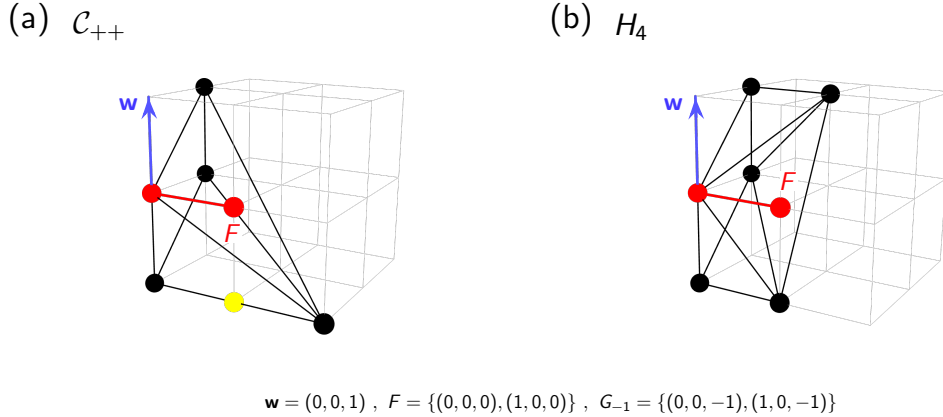 (a) 𝒞₊₊ (b) H₄
w w
F
F
w = (0, 0, 1) , F = {(0, 0, 0), (1, 0, 0)} , G₋₁ = {(0, 0, −1), (1, 0, −1)}